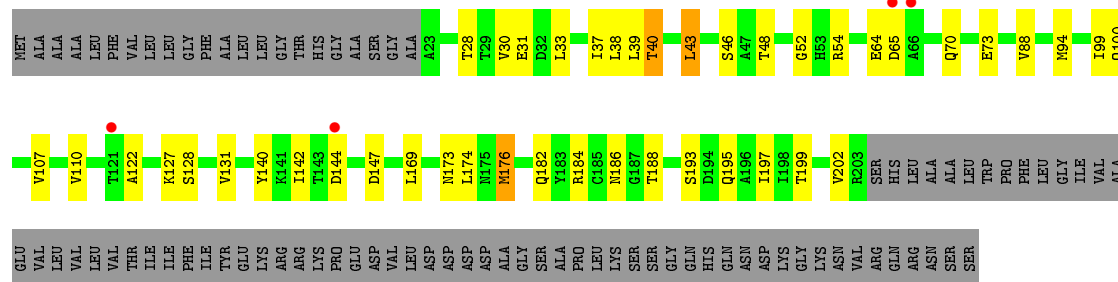 MET ALA ALA ALA ALA LEU PHE VAL LEU LEU GLY PHE ALA LEU LEU GLY THR HIS GLY ALA SER GLY ALA A23 T28 T29 V30 E31 D32 L33 I37 L38 L39 T40 L43 S46 A47 T48 G52 H53 R54 E64 D65 A66 Q70 E73 V88 M94 I99 Q100
V107 V110 T121 A122 K127 S128 V131 Y140 K141 I142 T143 D144 D147 L169 N173 L174 N175 M176 Q182 Y183 R184 C185 N186 G187 T188 S193 D194 Q195 A196 I197 I198 T199 V202 R203 SER HIS LEU ALA ALA LEU TRP PRO PHE LEU GLY ILE VAL ALA
GLU VAL LEU VAL LEU VAL THR ILE ILE PHE ILE TYR GLU LYS ARG ARG LYS PRO GLU ASP VAL LEU ASP ASP ASP ASP ALA GLY SER ALA PRO LEU LYS SER SER GLY GLN HIS GLN ASN ASP LYS GLY LYS ASN VAL ARG GLN ARG ASN SER SER